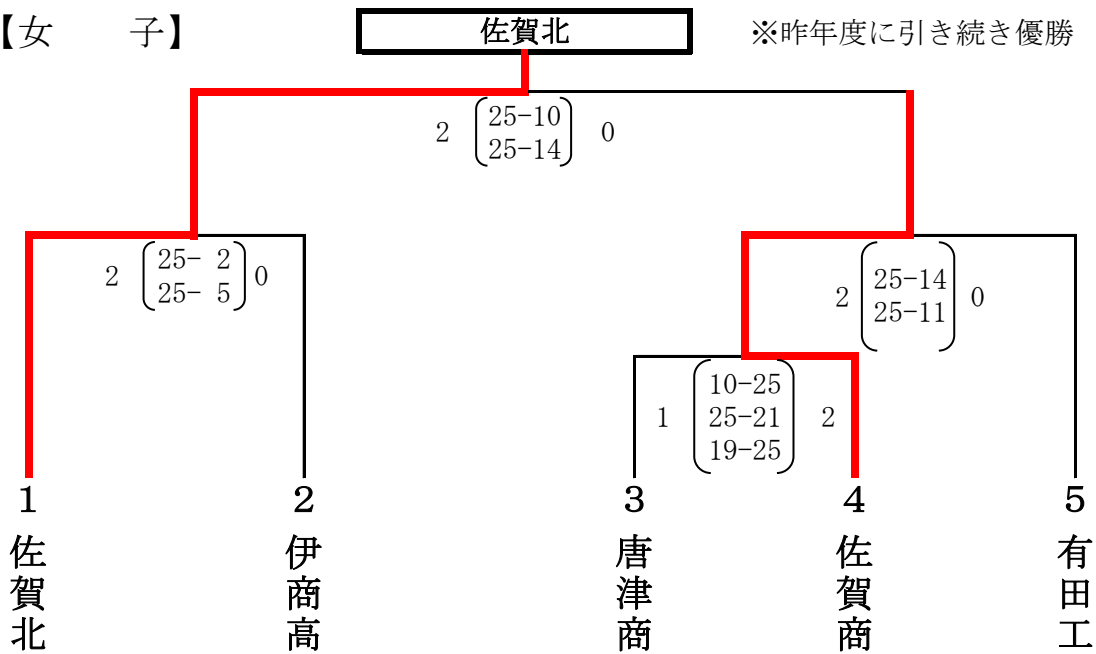 【女　　子】
佐賀北
※昨年度に引き続き優勝
2 25-10 0
25-14
2 25- 2 0
25- 5
2 25-14 0
25-11
1 10-25 2
25-21
19-25
1
佐賀北
2
伊商高
3
唐津商
4
佐賀商
5
有田工